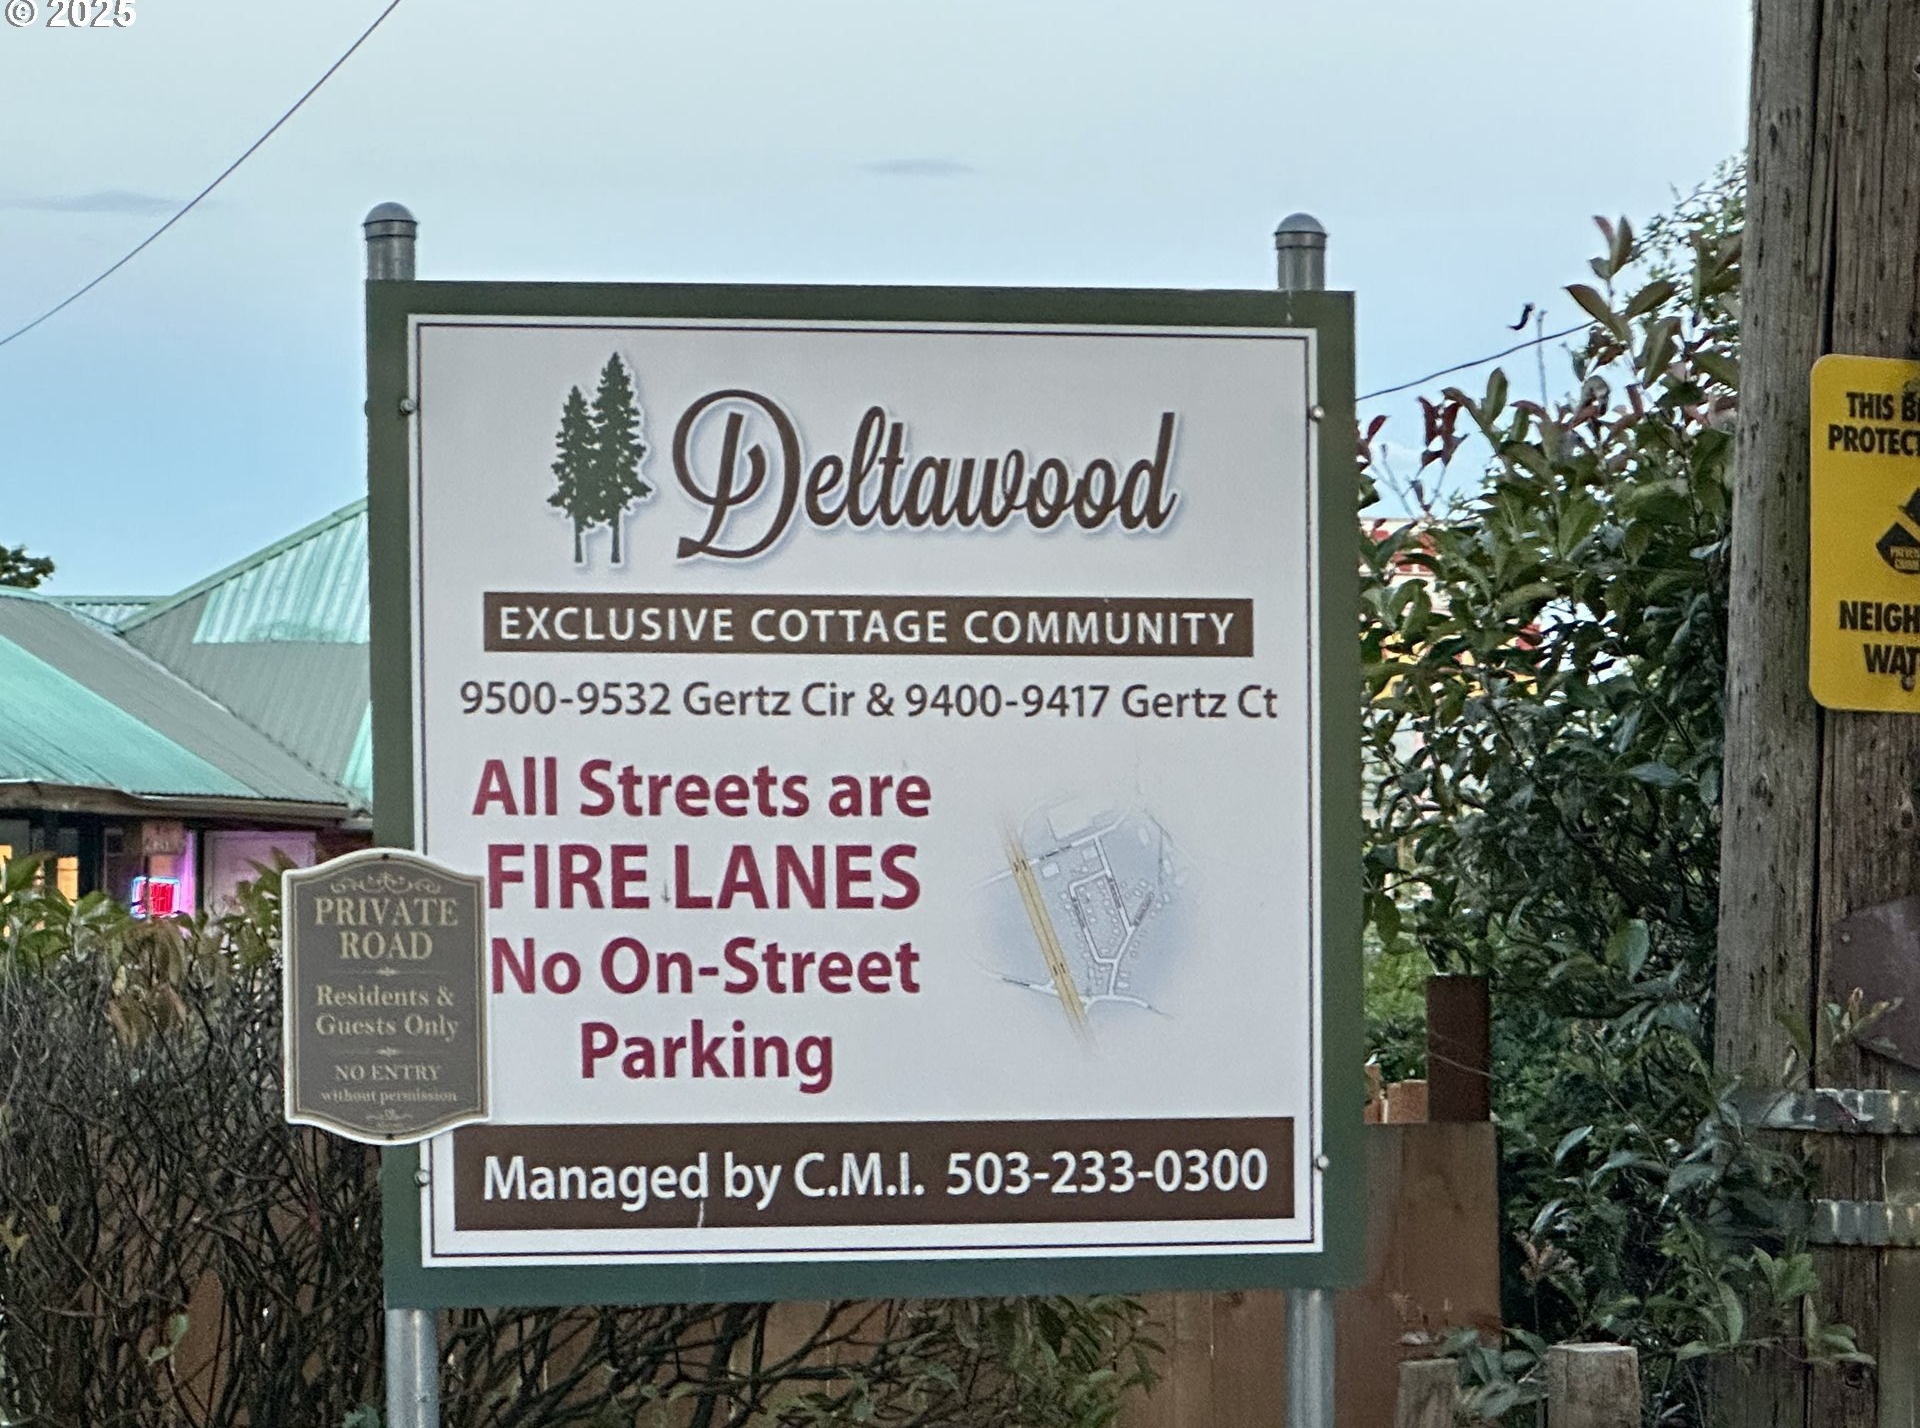 © 2025
Deltawood
EXCLUSIVE COTTAGE COMMUNITY
9500-9532 Gertz Cir & 9400-9417 Gertz Ct
All Streets are
FIRE LANES
No On-Street
Parking
Managed by C.M.I. 503-233-0300
PRIVATE
ROAD
Residents &
Guests Only
NO ENTRY
without permission
THIS
PROTECT
NEIGH
WAT